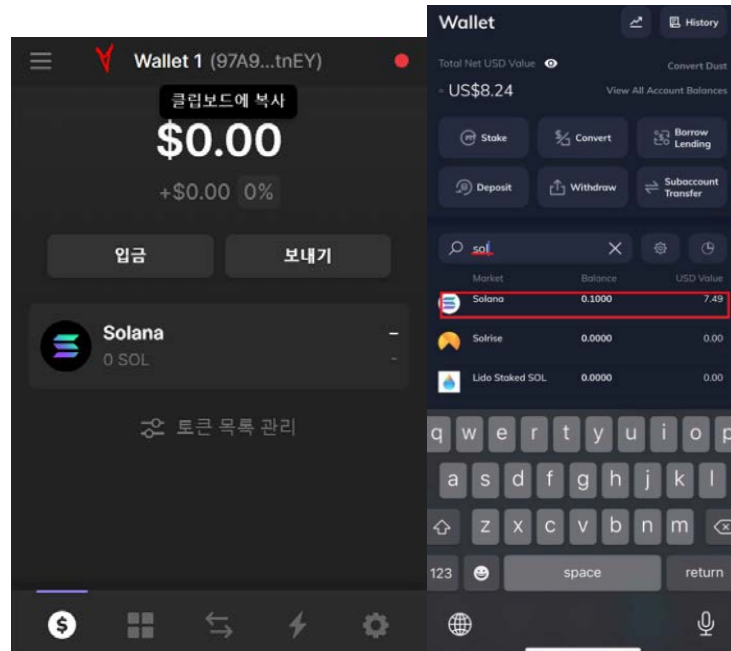 Wallet 1 (97A9...tnEY)
클립보드에 복사
$0.00
+$0.00 0%
입금
보내기
Solana
0 SOL
–
-
토큰 목록 관리
Wallet
History
Total Net USD Value
Convert Dust
≈ US$8.24
View All Account Balances
Stake
Convert
Borrow
Lending
Deposit
Withdraw
Subaccount
Transfer
sol
Market Balance USD Value
Solana 0.1000 7.49
Solrise 0.0000 0.00
Lido Staked SOL 0.0000 0.00
q w e r t y u i o p
a s d f g h j k l
z x c v b n m
123 space return